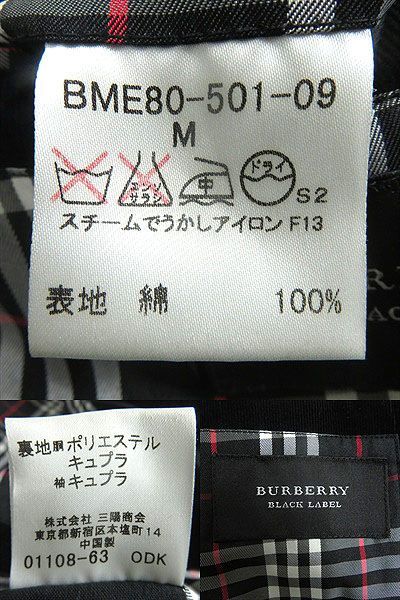 BME80-501-09
M
エンソ
サラシ
中
ドライ
S2
スチームでうかしアイロン F13
表地 綿 100%
裏地胴 ポリエステル
キュプラ
袖 キュプラ
株式会社 三陽商会
東京都新宿区本塩町14
中国製
01108-63 ODK
BURBERRY
BLACK LABEL